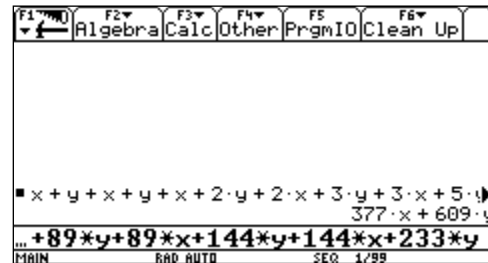 F1 F2 F3 F4 F5 F6
Algebra Calc Other PrgmIO Clean Up
x + y + x + y + x + 2·y + 2·x + 3·y + 3·x + 5·y
377·x + 609·y
…+89*y+89*x+144*y+144*x+233*y
MAIN RAD AUTO SEQ 1/99